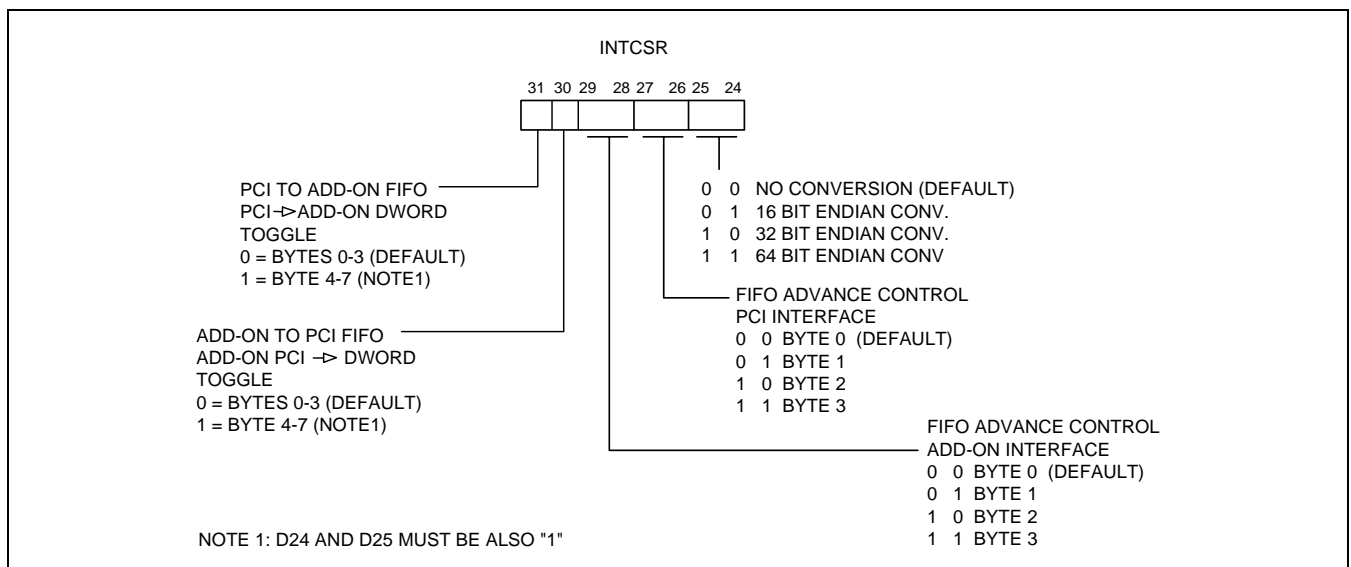 INTCSR
31 30 29 28 27 26 25 24
PCI TO ADD-ON FIFO
PCI ADD-ON DWORD
TOGGLE
0 = BYTES 0-3 (DEFAULT)
1 = BYTE 4-7 (NOTE1)
0 0 NO CONVERSION (DEFAULT)
0 1 16 BIT ENDIAN CONV.
1 0 32 BIT ENDIAN CONV.
1 1 64 BIT ENDIAN CONV
FIFO ADVANCE CONTROL
PCI INTERFACE
0 0 BYTE 0 (DEFAULT)
0 1 BYTE 1
1 0 BYTE 2
1 1 BYTE 3
ADD-ON TO PCI FIFO
ADD-ON PCI DWORD
TOGGLE
0 = BYTES 0-3 (DEFAULT)
1 = BYTE 4-7 (NOTE1)
FIFO ADVANCE CONTROL
ADD-ON INTERFACE
0 0 BYTE 0 (DEFAULT)
0 1 BYTE 1
1 0 BYTE 2
1 1 BYTE 3
NOTE 1: D24 AND D25 MUST BE ALSO "1"